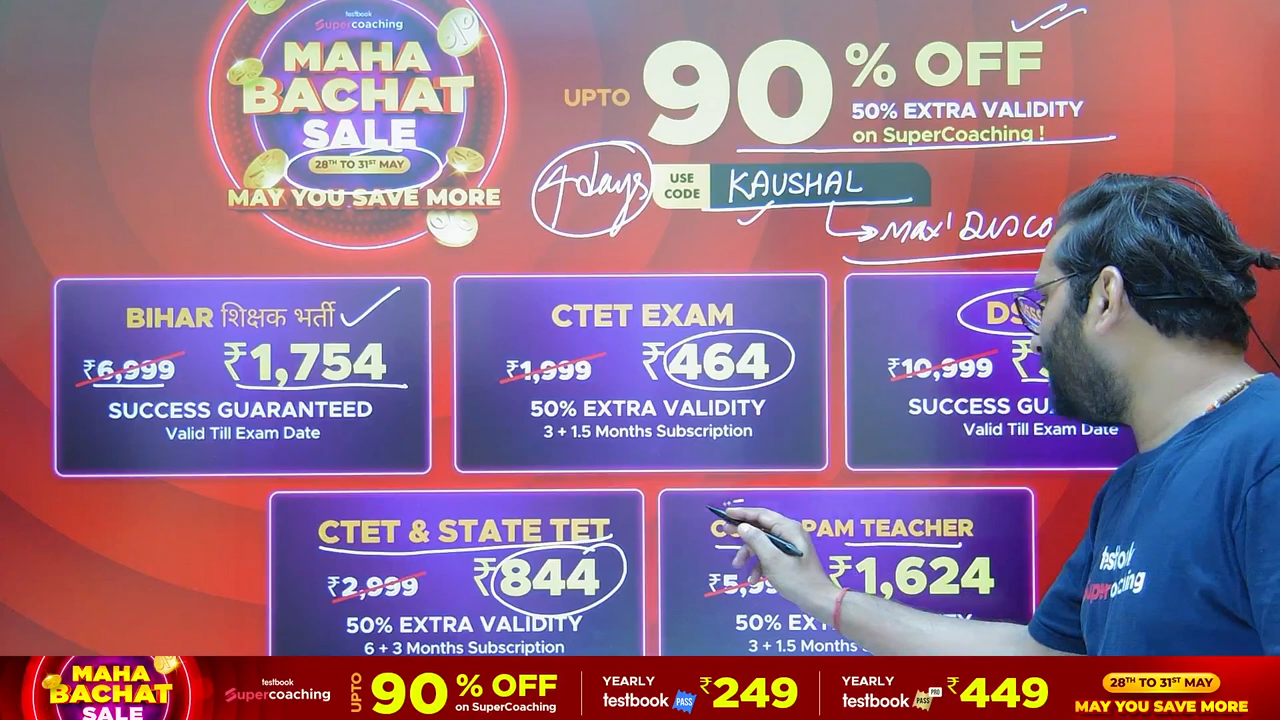 testbook
Supercoaching
MAHA
BACHAT
SALE
28TH TO 31ST MAY
MAY YOU SAVE MORE
UPTO 90% OFF
50% EXTRA VALIDITY
on SuperCoaching !
4 days
USE CODE KAUSHAL
Max'
BIHAR शिक्षक भर्ती
₹6,999 ₹1,754
SUCCESS GUARANTEED
Valid Till Exam Date
CTET EXAM
₹1,999 ₹464
50% EXTRA VALIDITY
3 + 1.5 Months Subscription
₹10,999 ₹
SUCCESS
Valid Till Exam Date
CTET & STATE TET
₹2,999 ₹844
50% EXTRA VALIDITY
6 + 3 Months Subscription
TEACHER
₹1,624
50%
3 + 1.5 Months
testbook
Supercoaching
MAHA
BACHAT
SALE
testbook
Supercoaching
UPTO 90% OFF
on SuperCoaching
YEARLY
testbook PASS ₹249
YEARLY
testbook PASS PRO ₹449
28TH TO 31ST MAY
MAY YOU SAVE MORE